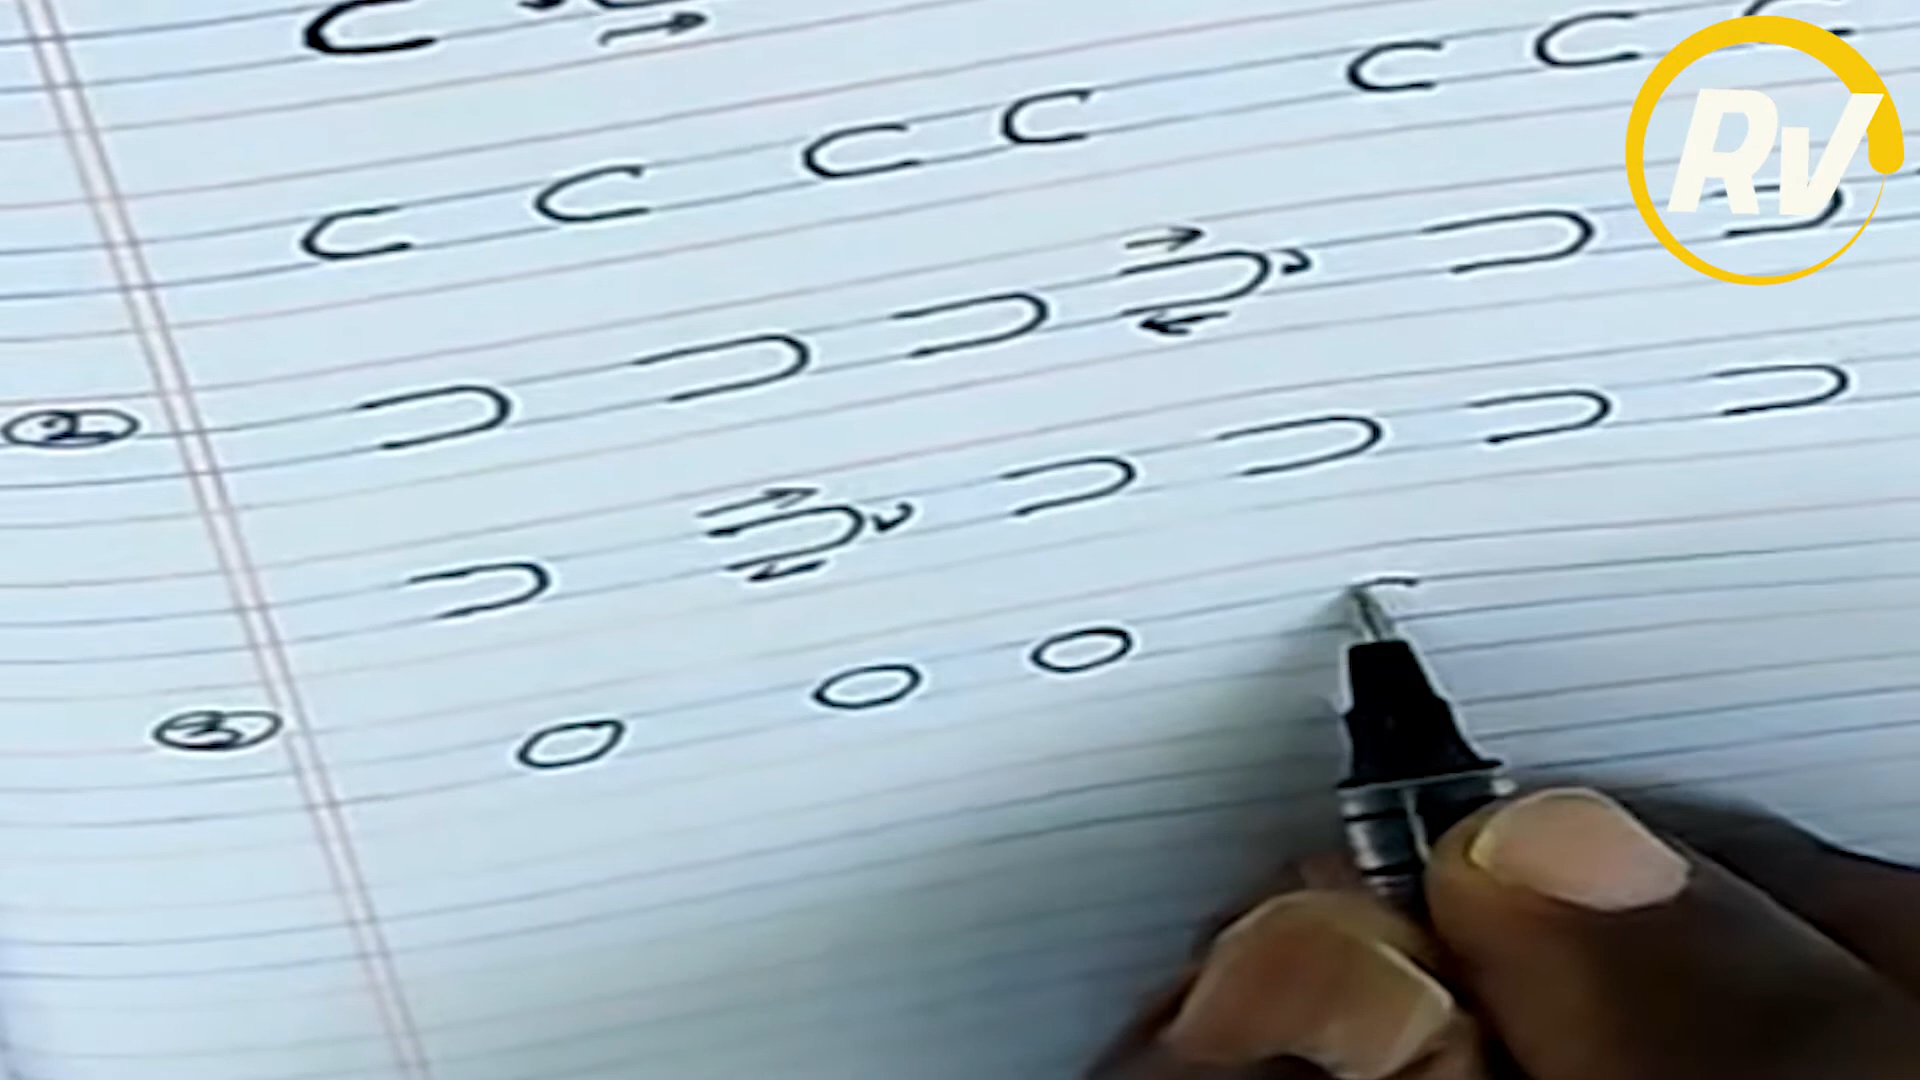 RV
C
C C C C C C C
② ⊃ ⊃ ⊃ ⊃ ⊃ ⊃
⊃ ⊃ ⊃ ⊃ ⊃ ⊃
③ O O O